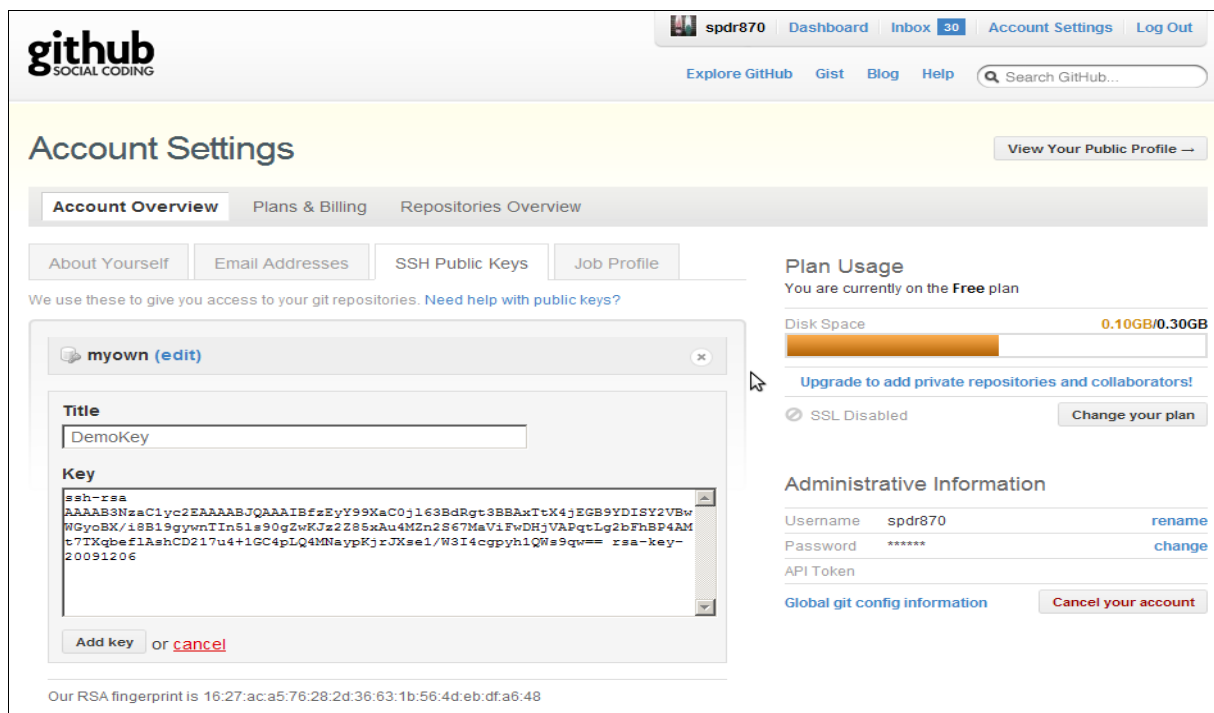 github
SOCIAL CODING
spdr870 Dashboard Inbox 30 Account Settings Log Out
Explore GitHub Gist Blog Help Search GitHub...
Account Settings
View Your Public Profile →
Account Overview Plans & Billing Repositories Overview
About Yourself Email Addresses SSH Public Keys Job Profile
We use these to give you access to your git repositories. Need help with public keys?
myown (edit)
Title
DemoKey
Key
ssh-rsa
AAAAB3NzaC1yc2EAAAABJQAAAIBfzEyY99XaC0jl63BdRgt3BBAxTtX4jEGB9YDISY2VBw
WGyoBX/i8B19gywnTIn5ls90gZwKJz2Z85xAu4MZn2S67MaViFwDHjVAPqtLg2bFhBP4AM
t7TXqbeflAshCD217u4+1GC4pLQ4MNaypKjrJXse1/W3I4cgpyh1QWs9qw== rsa-key-
20091206
Add key or cancel
Our RSA fingerprint is 16:27:ac:a5:76:28:2d:36:63:1b:56:4d:eb:df:a6:48
Plan Usage
You are currently on the Free plan
Disk Space 0.10GB/0.30GB
Upgrade to add private repositories and collaborators!
SSL Disabled Change your plan
Administrative Information
Username spdr870 rename
Password ****** change
API Token
Global git config information Cancel your account